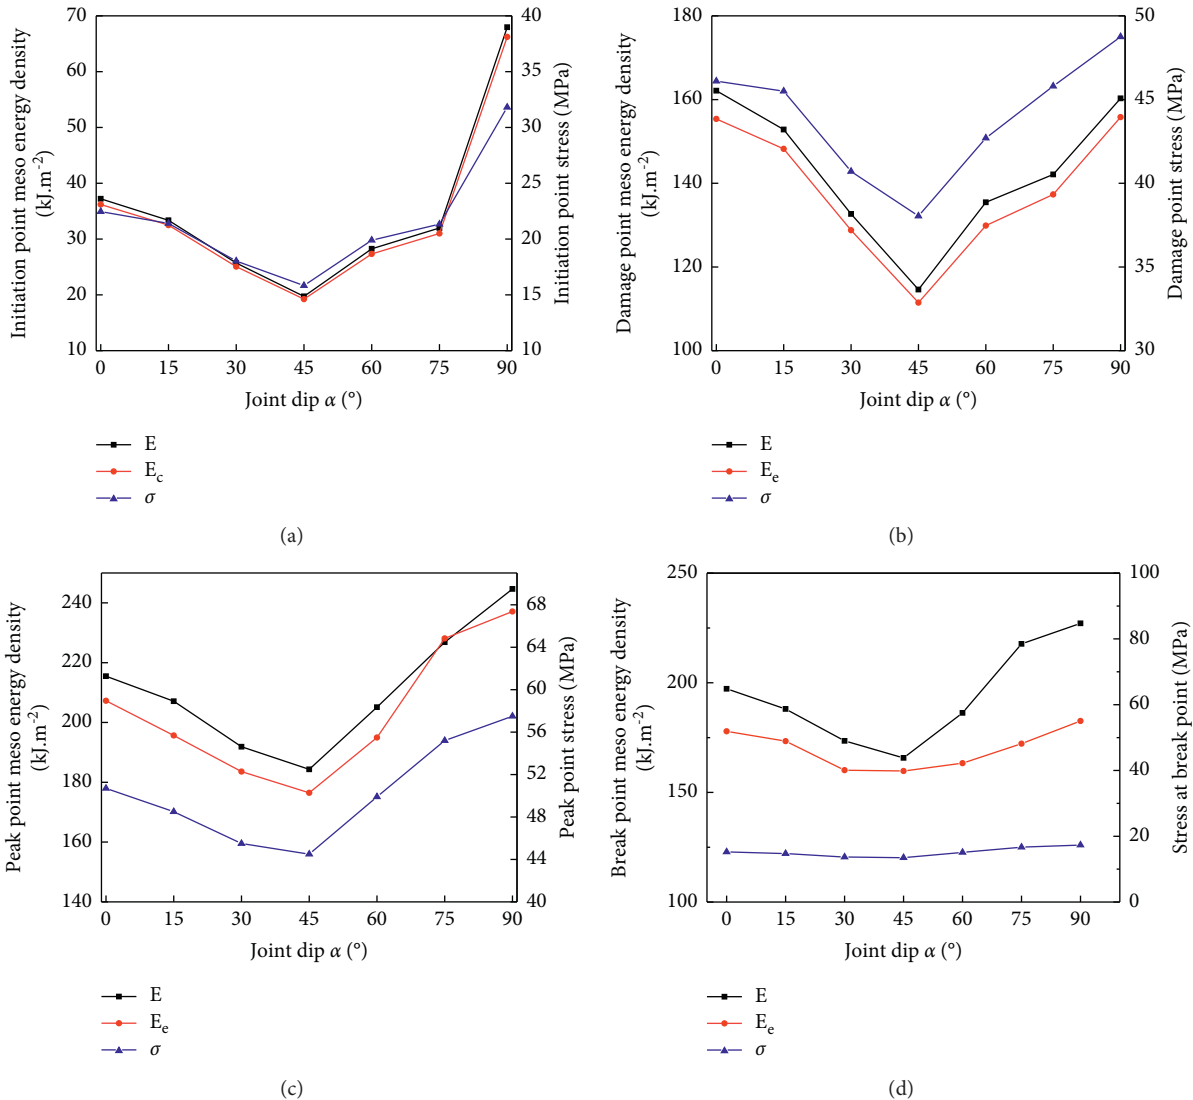 70
60
50
40
30
20
10
Initiation point meso energy density
(kJ.m-2)
40
35
30
25
20
15
10
Initiation point stress (MPa)
0 15 30 45 60 75 90
Joint dip α (°)
E
Ec
σ
(a)
180
160
140
120
100
Damage point meso energy density
(kJ.m-2)
50
45
40
35
30
Damage point stress (MPa)
0 15 30 45 60 75 90
Joint dip α (°)
E
Ee
σ
(b)
240
220
200
180
160
140
Peak point meso energy density
(kJ.m-2)
68
64
60
56
52
48
44
40
Peak point stress (MPa)
0 15 30 45 60 75 90
Joint dip α (°)
E
Ee
σ
(c)
250
200
150
100
Break point meso energy density
(kJ.m-2)
100
80
60
40
20
0
Stress at break point (MPa)
0 15 30 45 60 75 90
Joint dip α (°)
E
Ee
σ
(d)